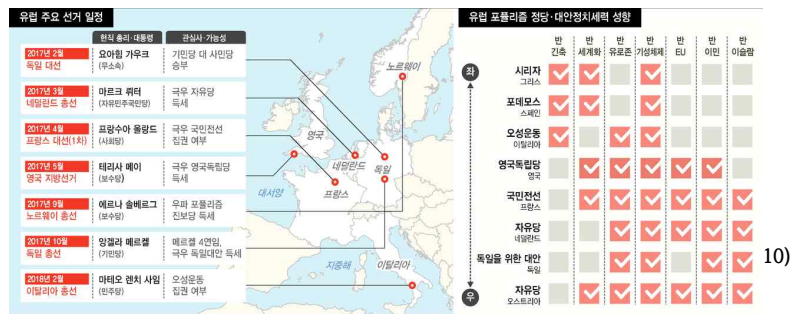 유럽 주요 선거 일정
현직 총리·대통령
관심사·가능성
2017년 2월
독일 대선
요아힘 가우크
(무소속)
기민당 대 사민당
승부
2017년 3월
네덜란드 총선
마르크 뤼터
(자유민주국민당)
극우 자유당
득세
2017년 4월
프랑스 대선(1차)
프랑수아 올랑드
(사회당)
극우 국민전선
집권 여부
2017년 5월
영국 지방선거
테리사 메이
(보수당)
극우 영국독립당
득세
2017년 9월
노르웨이 총선
에르나 솔베르그
(보수당)
우파 포퓰리즘
진보당 득세
2017년 10월
독일 총선
앙겔라 메르켈
(기민당)
메르켈 4연임,
극우 독일대안 득세
2018년 2월
이탈리아 총선
마테오 렌치 사임
(민주당)
오성운동
집권 여부
노르웨이
영국
네덜란드
독일
대서양
프랑스
지중해
이탈리아
유럽 포퓰리즘 정당·대안정치세력 성향
반
긴축
반
세계화
반
유로존
반
기성체제
반
EU
반
이민
반
이슬람
좌
시리자
그리스
포데모스
스페인
오성운동
이탈리아
영국독립당
영국
국민전선
프랑스
자유당
네덜란드
독일을 위한 대안
독일
우
자유당
오스트리아
10)